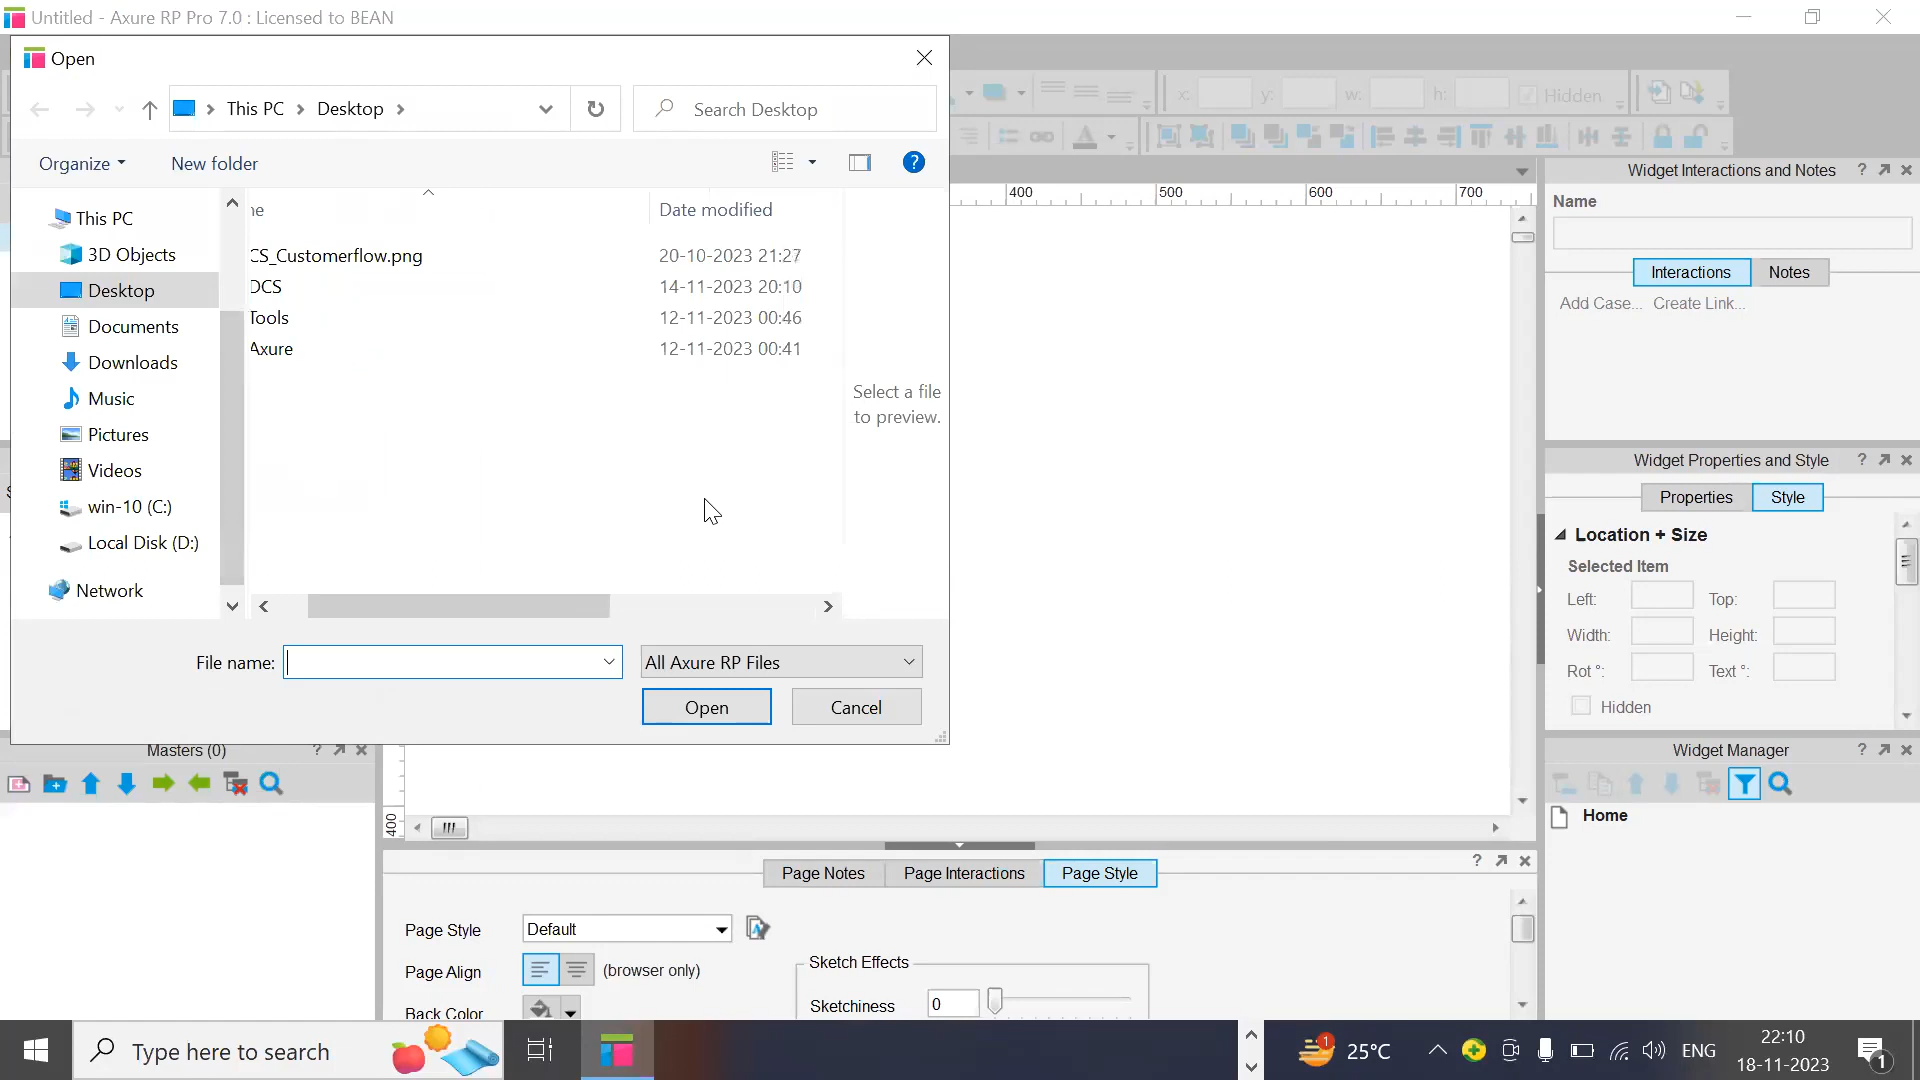 Untitled - Axure RP Pro 7.0 : Licensed to BEAN
Open
This PC Desktop
Search Desktop
Organize New folder
ne Date modified
CS_Customerflow.png 20-10-2023 21:27
DCS 14-11-2023 20:10
Tools 12-11-2023 00:46
Axure 12-11-2023 00:41
This PC
3D Objects
Desktop
Documents
Downloads
Music
Pictures
Videos
win-10 (C:)
Local Disk (D:)
Network
Select a file
to preview.
File name:
All Axure RP Files
Open Cancel
x: y: w: h: Hidden
400 500 600 700
Widget Interactions and Notes
Name
Interactions Notes
Add Case... Create Link...
Widget Properties and Style
Properties Style
Location + Size
Selected Item
Left: Top:
Width: Height:
Rot °: Text °:
Hidden
Masters (0)
400
Widget Manager
Home
Page Notes Page Interactions Page Style
Page Style Default
Page Align (browser only)
Back Color
Sketch Effects
Sketchiness 0
Type here to search
1
25°C
ENG
22:10
18-11-2023
1